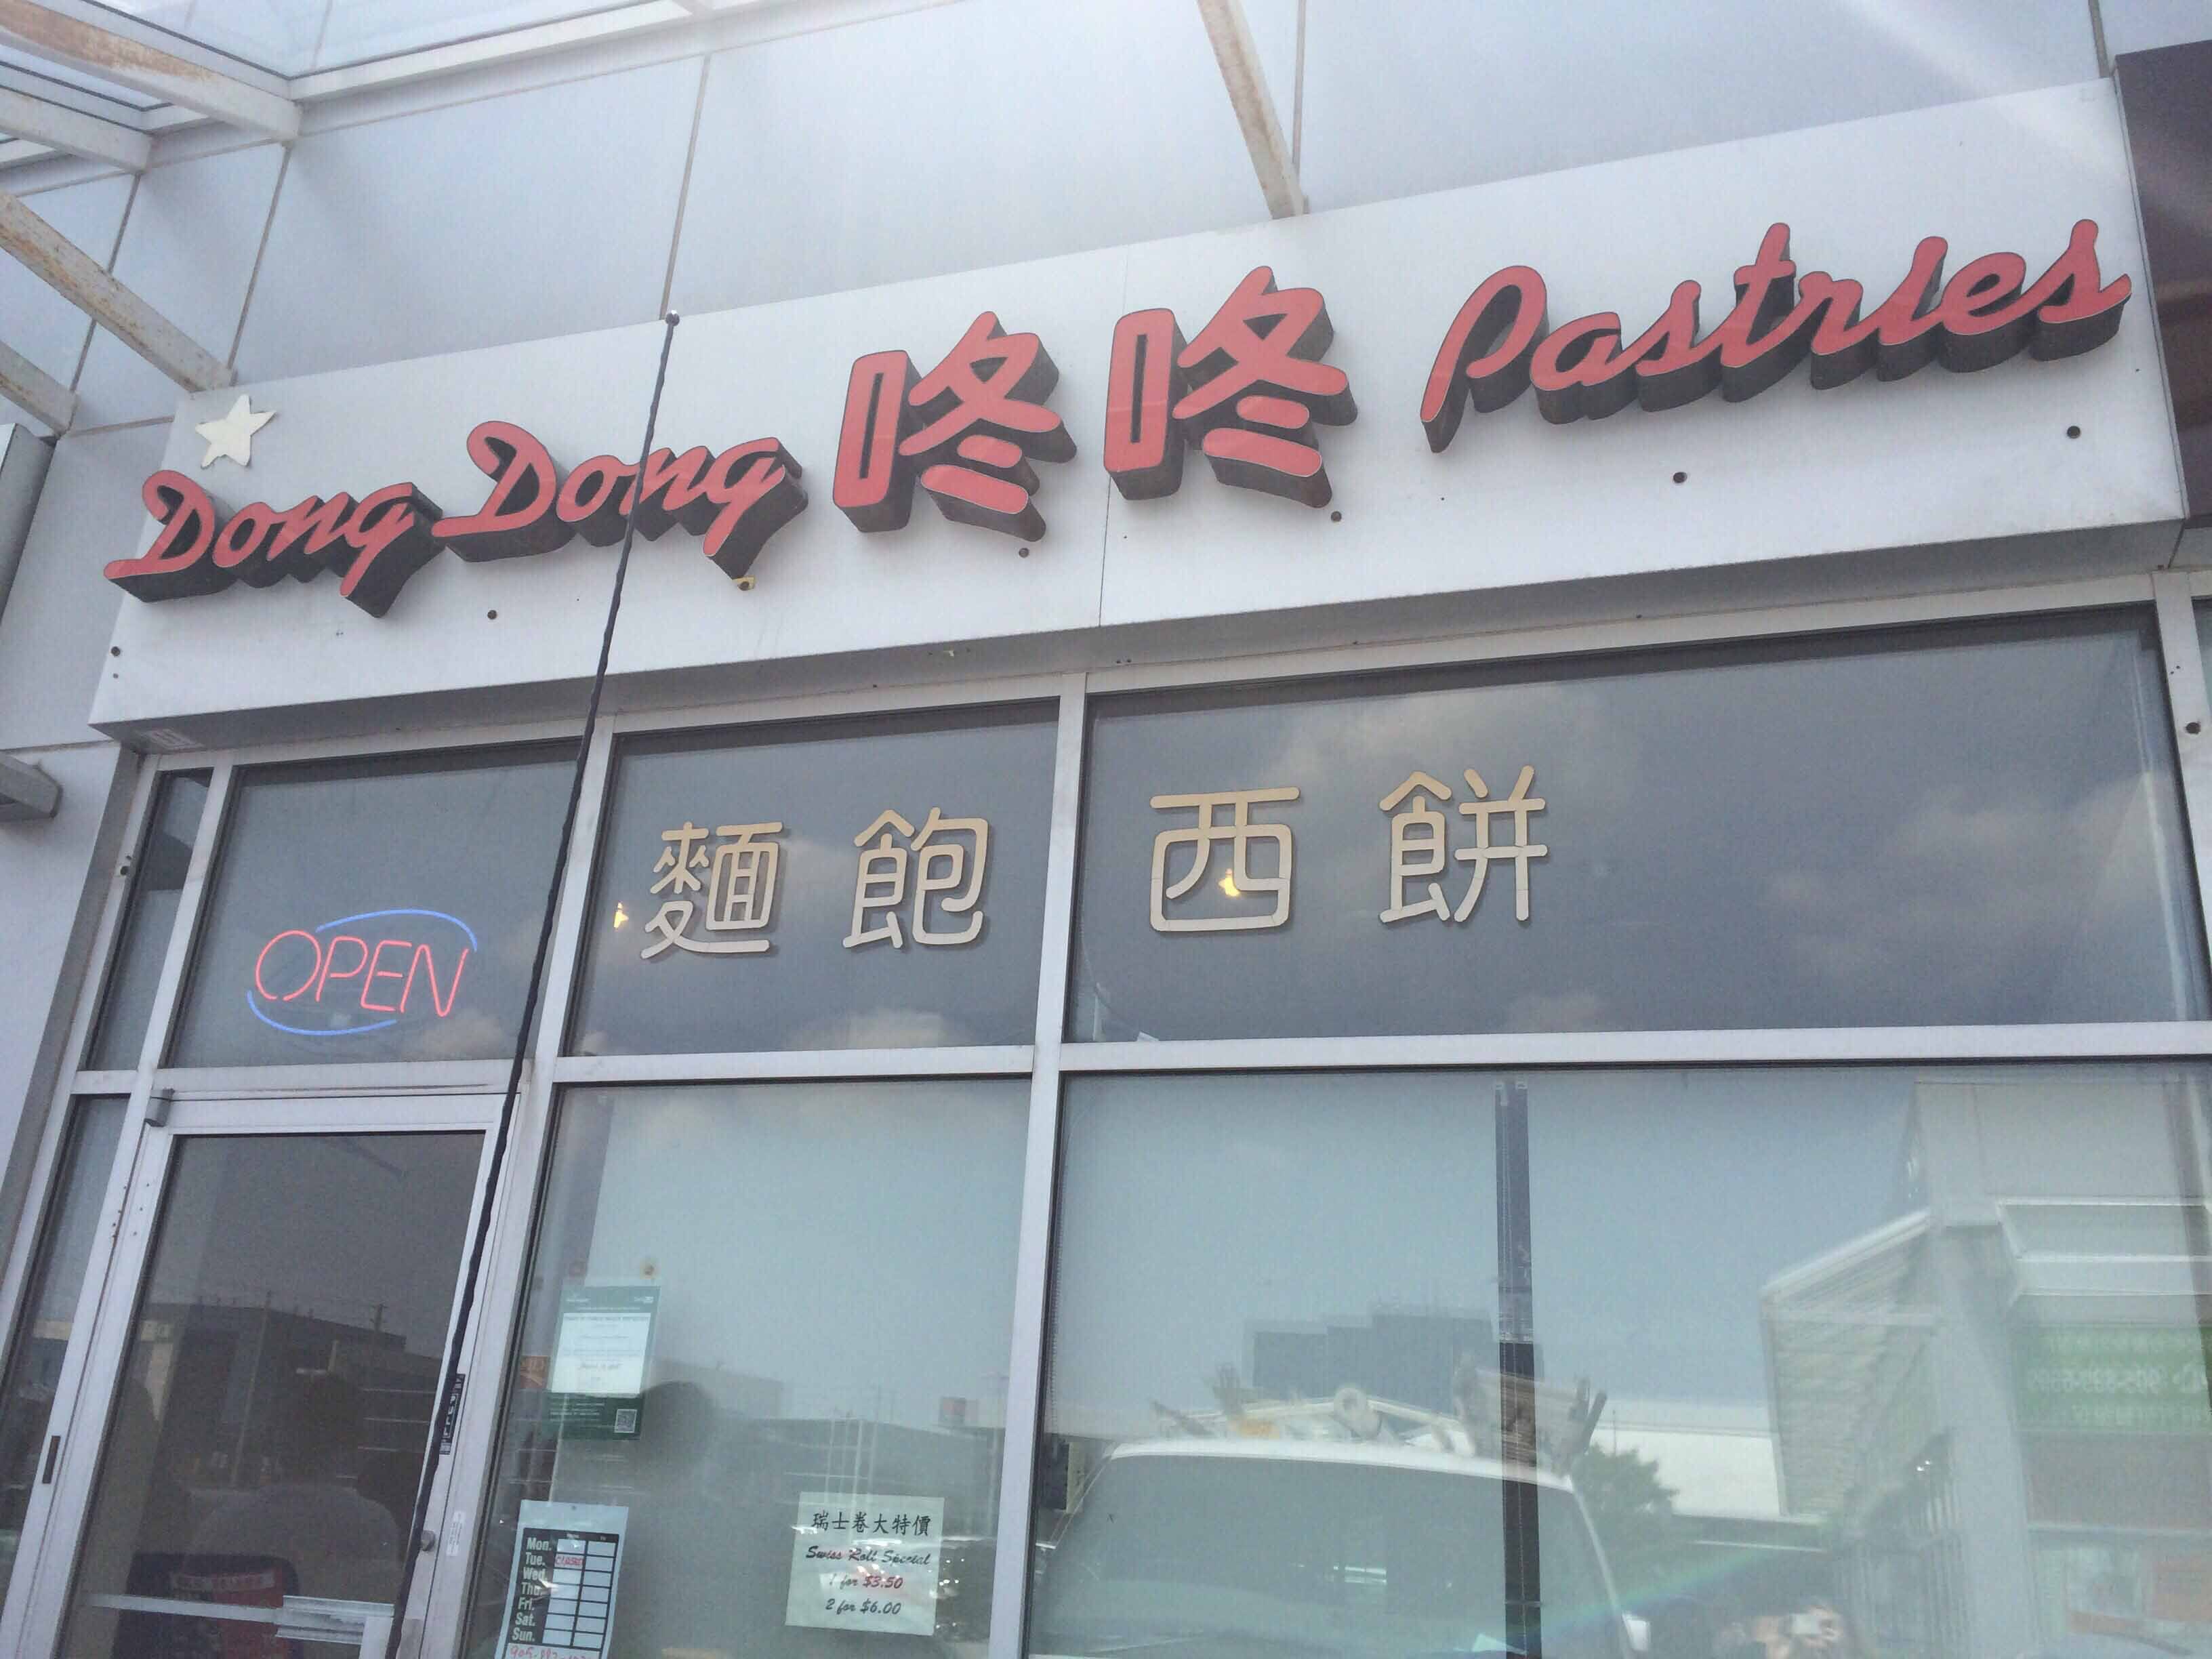 Dong Dong 咚咚 Pastries
麵 飽 西 餅
OPEN
瑞士卷大特價
Swiss Roll Special
1 for $3.50
2 for $6.00
Mon.
Tue. CLOSED
Wed.
Thu.
Fri.
Sat.
Sun.